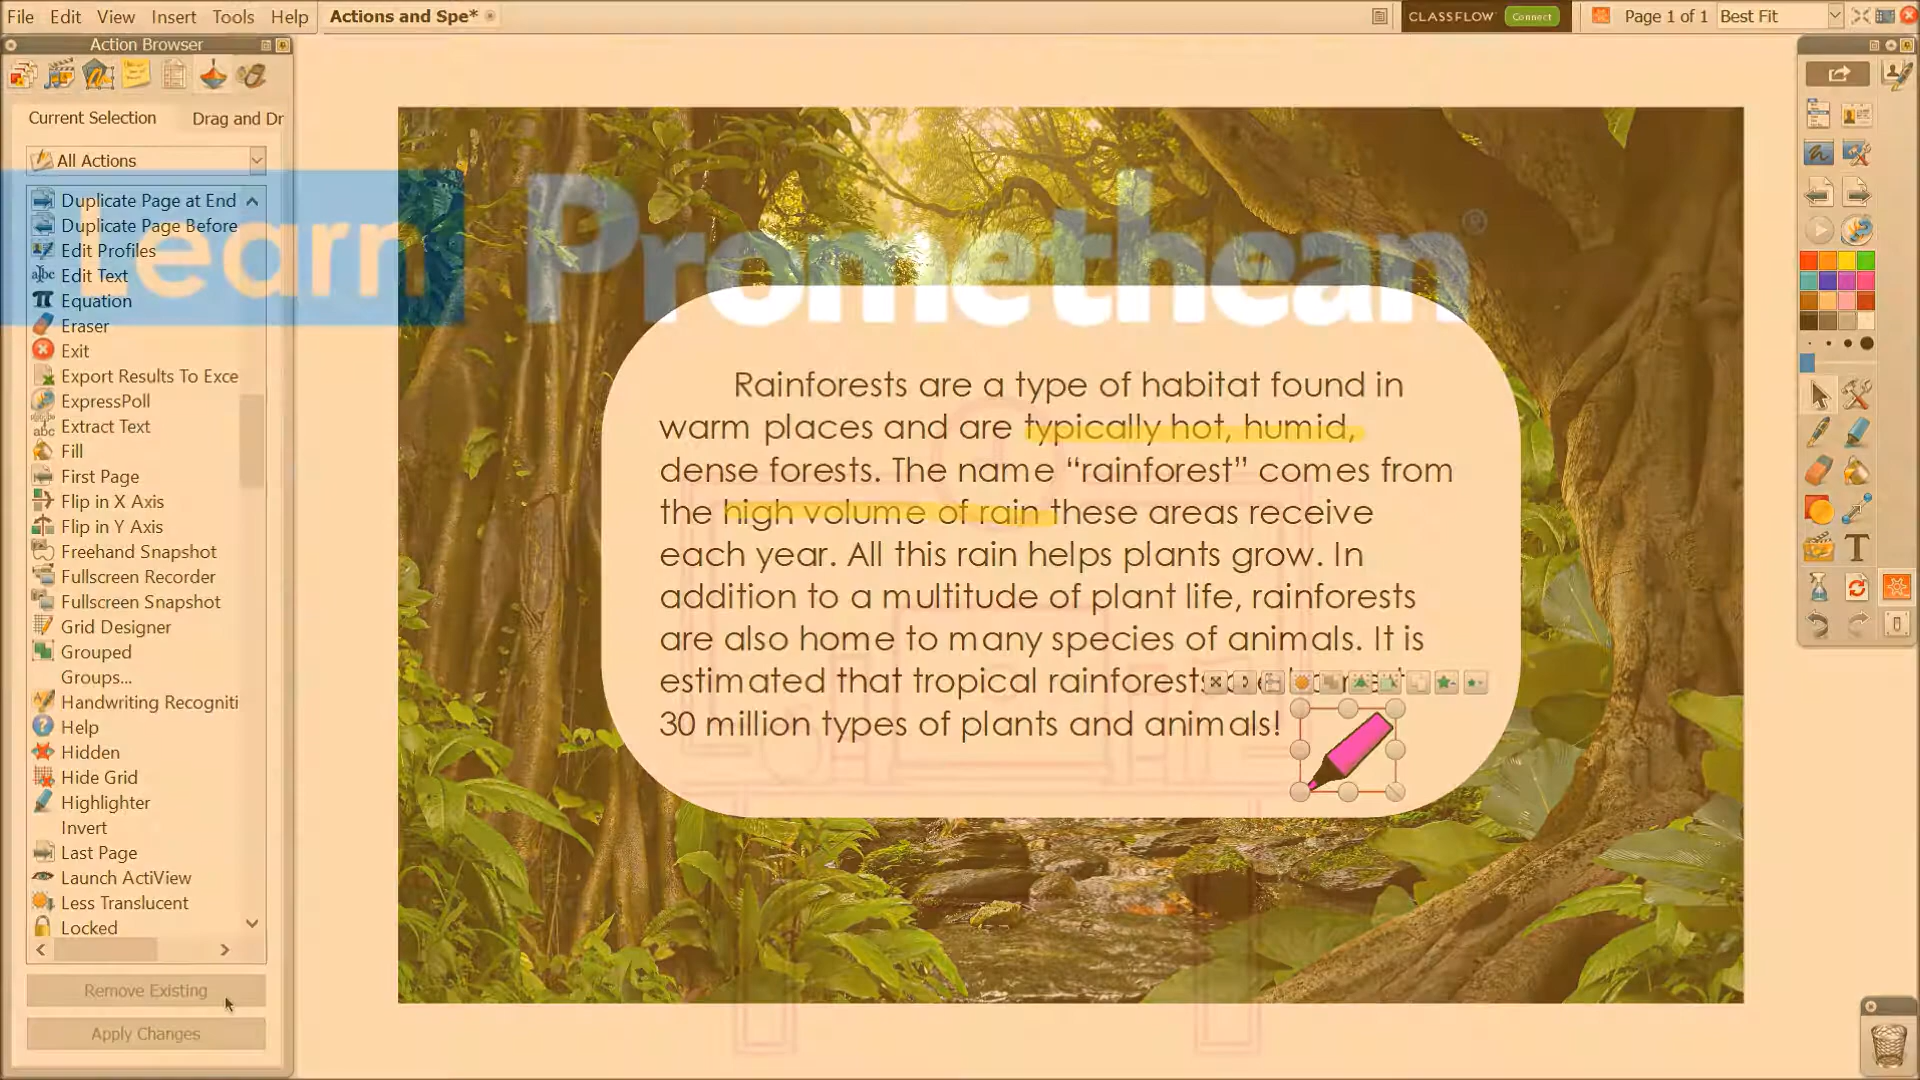 File Edit View Insert Tools Help
Actions and Spe*
CLASSFLOW Connect
Page 1 of 1 Best Fit
Action Browser
Current Selection Drag and Dr
All Actions
Learn Promethean®
Duplicate Page at End
Duplicate Page Before
Edit Profiles
abc Edit Text
Equation
Eraser
Exit
Export Results To Exce
ExpressPoll
abc Extract Text
Fill
First Page
Flip in X Axis
Flip in Y Axis
Freehand Snapshot
Fullscreen Recorder
Fullscreen Snapshot
Grid Designer
Grouped
Groups...
Handwriting Recogniti
Help
Hidden
Hide Grid
Highlighter
Invert
Last Page
Launch ActiView
Less Translucent
Locked
Remove Existing
Apply Changes
Rainforests are a type of habitat found in
warm places and are typically hot, humid,
dense forests. The name “rainforest” comes from
the high volume of rain these areas receive
each year. All this rain helps plants grow. In
addition to a multitude of plant life, rainforests
are also home to many species of animals. It is
estimated that tropical rainforests
30 million types of plants and animals!
T